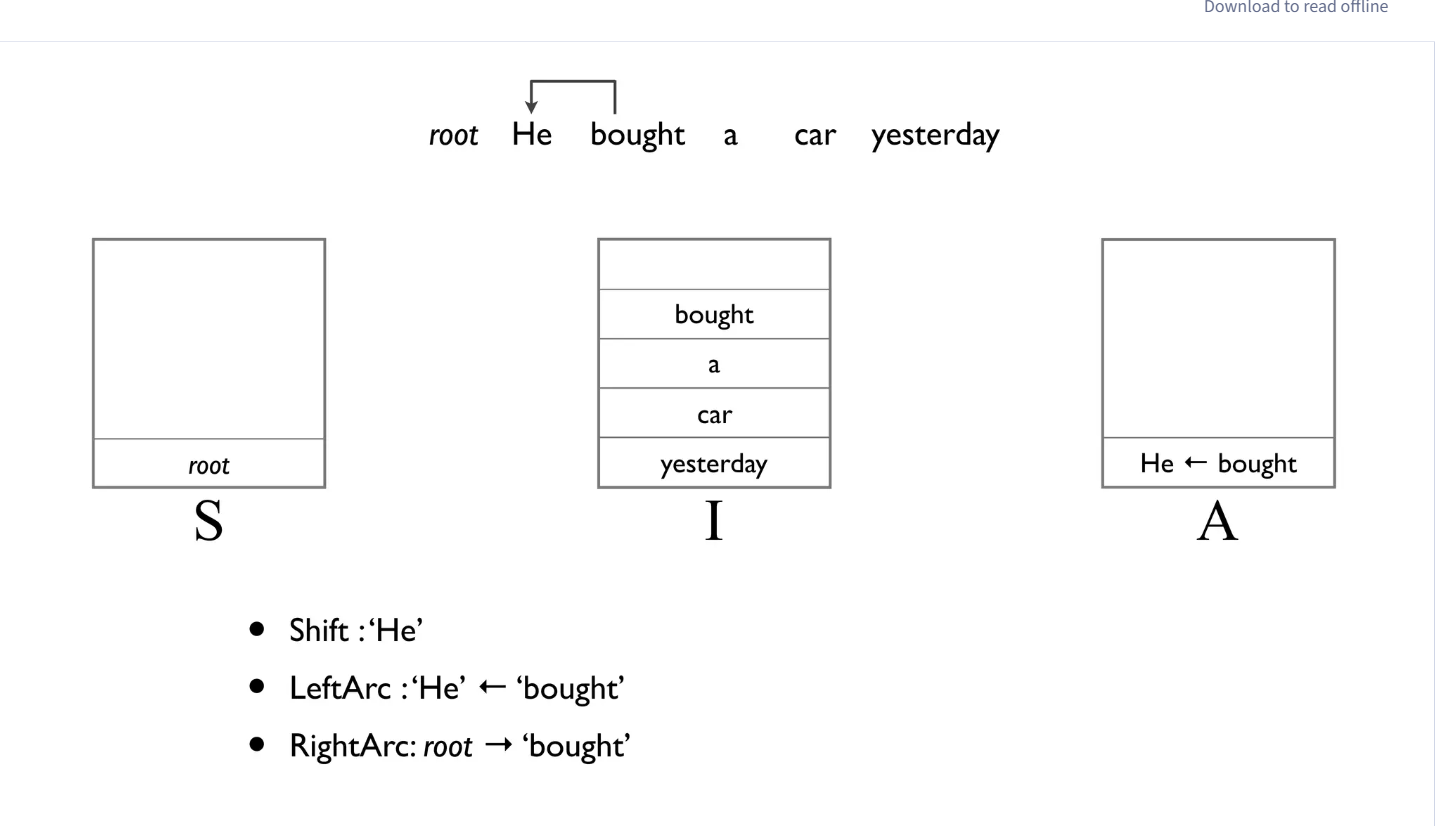 Download to read offline
root He bought a car yesterday
bought
a
car
root
yesterday
He ← bought
S
I
A
• Shift :‘He’
• LeftArc :‘He’ ← ‘bought’
• RightArc: root → ‘bought’